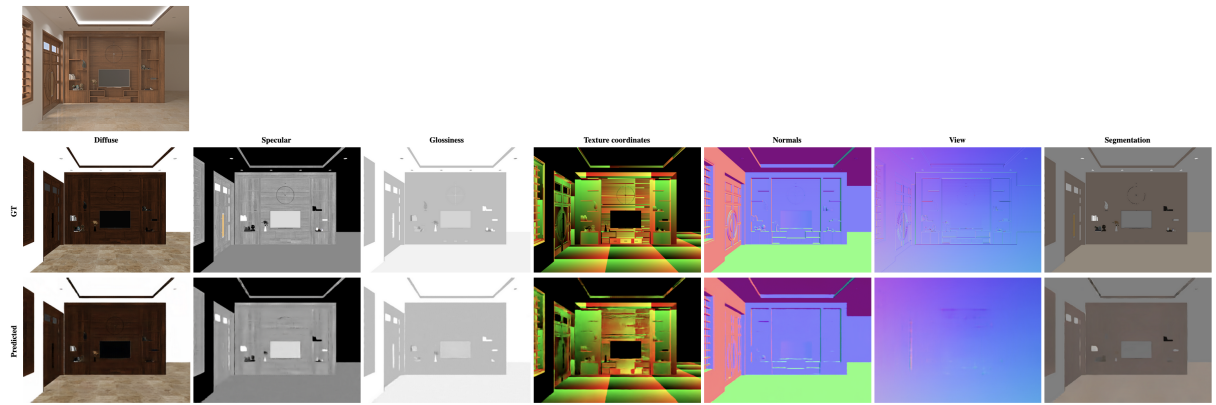 Diffuse
Specular
Glossiness
Texture coordinates
Normals
View
Segmentation
GT
Predicted